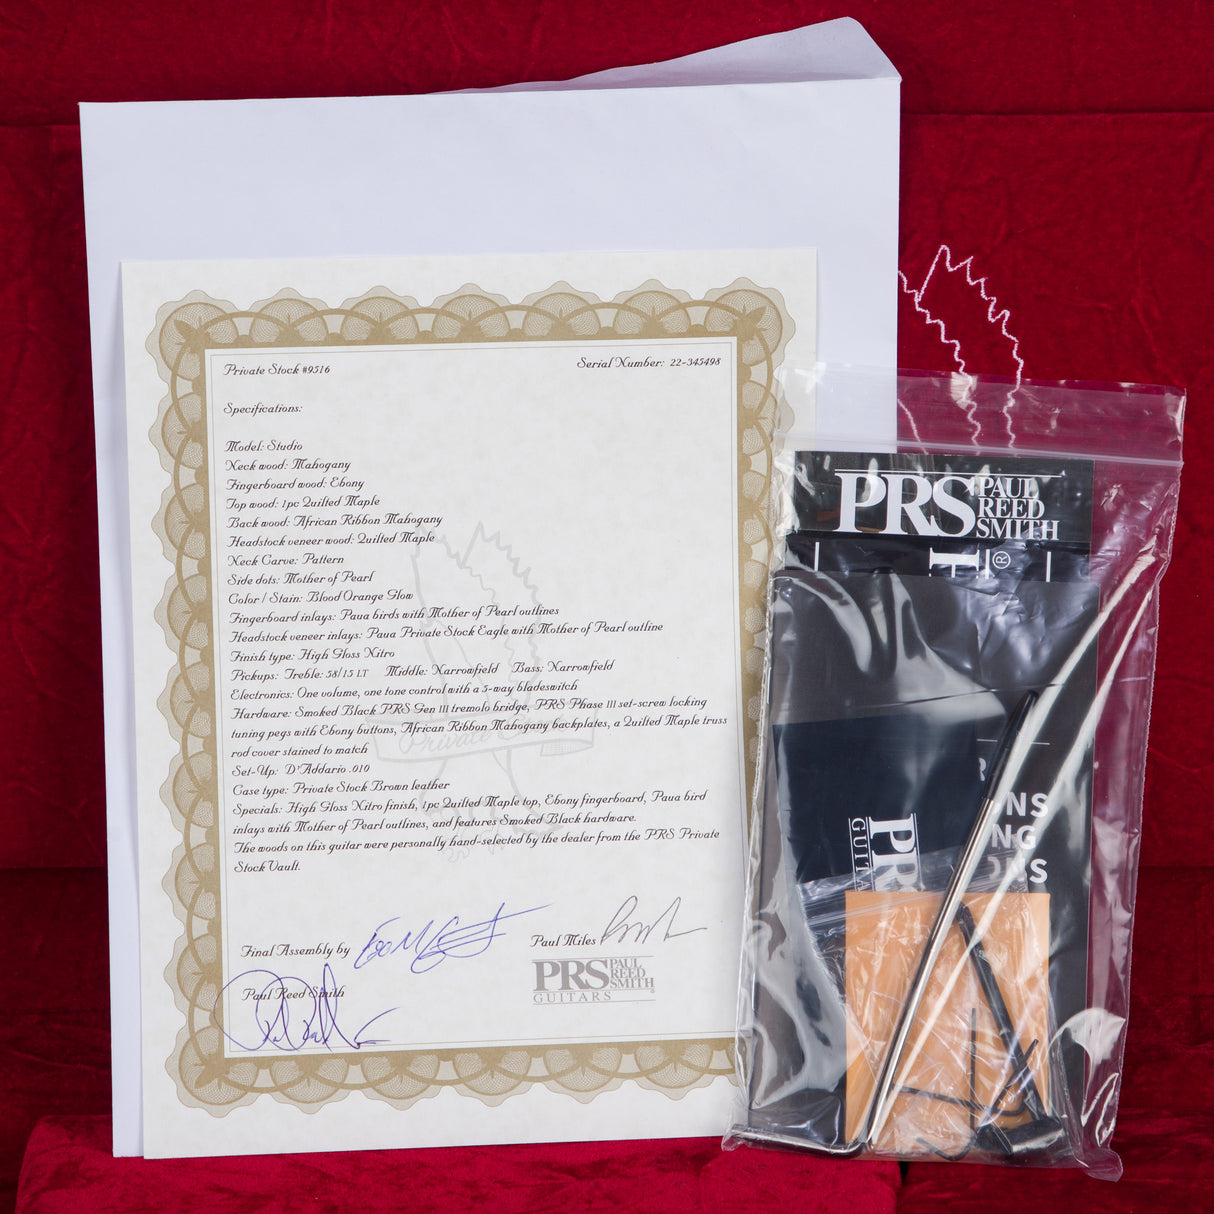 Private Stock #9516
Serial Number: 22-345498
Specifications:
Model: Studio
Neck wood: Mahogany
Fingerboard wood: Ebony
Top wood: 1pc Quilted Maple
Back wood: African Ribbon Mahogany
Headstock veneer wood: Quilted Maple
Neck Carve: Pattern
Side dots: Mother of Pearl
Color / Stain: Blood Orange Glow
Fingerboard inlays: Paua birds with Mother of Pearl outlines
Headstock veneer inlays: Paua Private Stock Eagle with Mother of Pearl outline
Finish type: High Gloss Nitro
Pickups: Treble: 58/15 LT Middle: Narrowfield Bass: Narrowfield
Electronics: One volume, one tone control with a 5-way bladeswitch
Hardware: Smoked Black PRS Gen III tremolo bridge, PRS Phase III set-screw locking
tuning pegs with Ebony buttons, African Ribbon Mahogany backplates, a Quilted Maple truss
rod cover stained to match
Set-Up: D'Addario .010
Case type: Private Stock Brown leather
Specials: High Gloss Nitro finish, 1pc Quilted Maple top, Ebony fingerboard, Paua bird
inlays with Mother of Pearl outlines, and features Smoked Black hardware.
The woods on this guitar were personally hand-selected by the dealer from the PRS Private
Stock Vault.
Private
Final Assembly by
Paul Miles
Paul Reed Smith
PRS PAUL REED SMITH
GUITARS
PRS PAUL
REED
SMITH
®
PRS